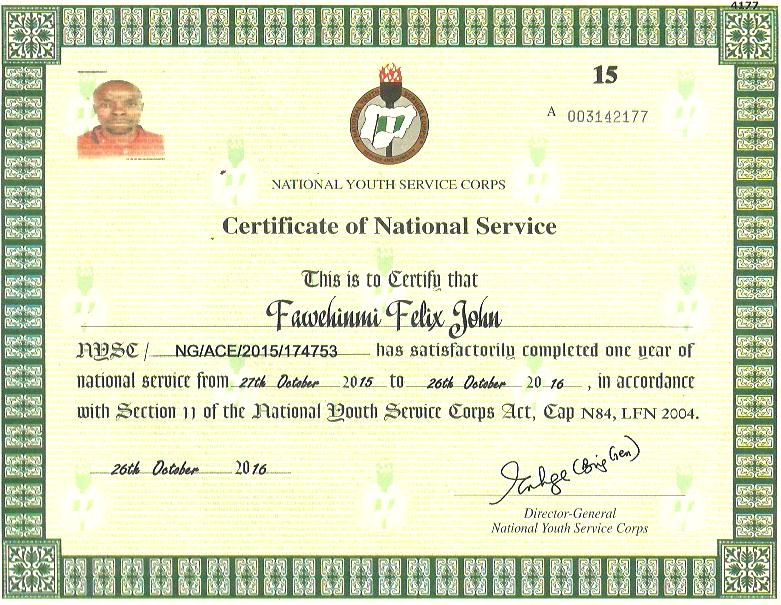 4177
15
A 003142177
NATIONAL YOUTH SERVICE CORPS
Certificate of National Service
This is to Certify that
Fawehinmi Felix John
NYSC/ NG/ACE/2015/174753 has satisfactorily completed one year of
national service from 27th October 2015 to 26th October 2016, in accordance
with Section 11 of the National Youth Service Corps Act, Cap N84, LFN 2004.
26th October 2016
(Brig Gen)
Director-General
National Youth Service Corps